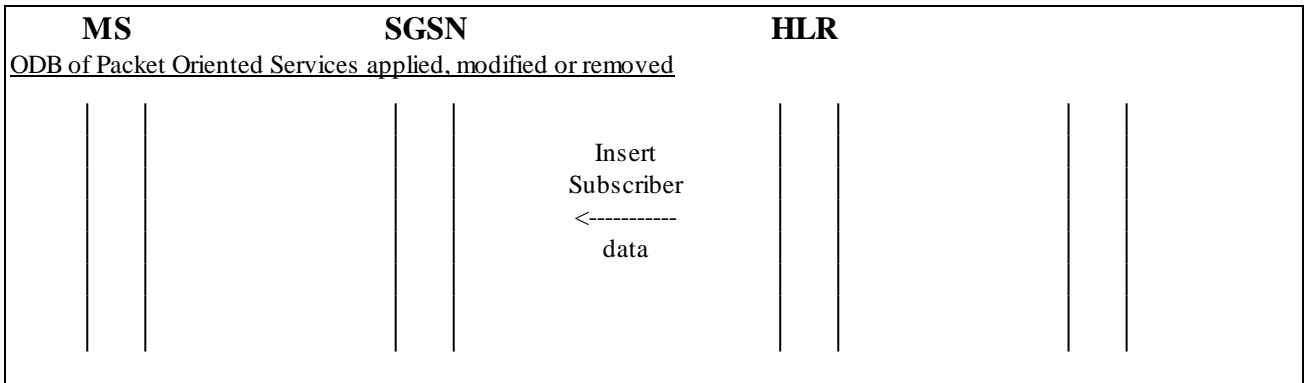 MS SGSN HLR
ODB of Packet Oriented Services applied, modified or removed
Insert
Subscriber
<-----------
data